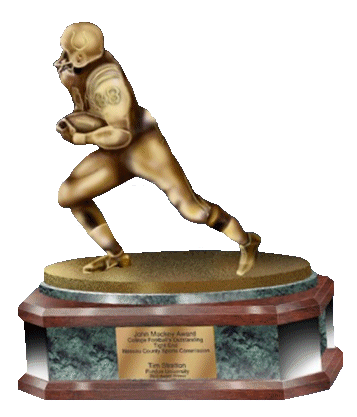 88
John Mackey Award
College Football's Outstanding
Tight End
Nassau County Sports Commission
Tim Stratton
Purdue University